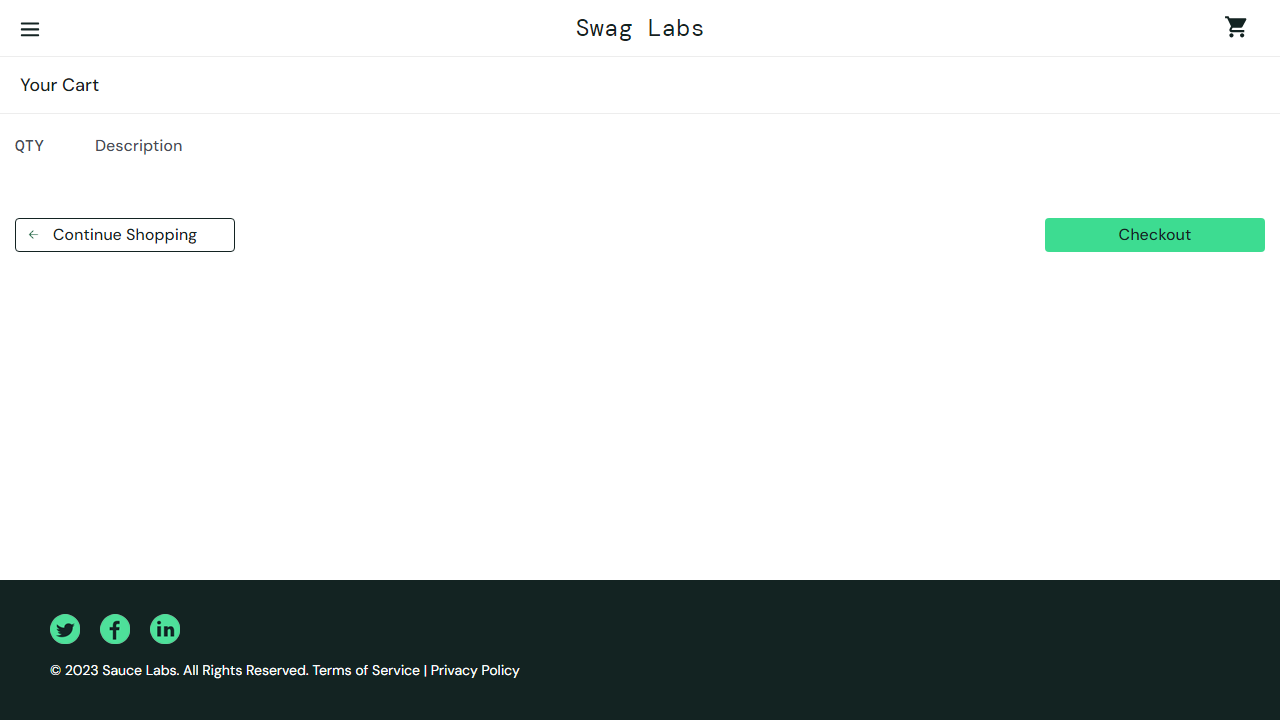 Swag Labs
Your Cart
QTY Description
Continue Shopping Checkout
© 2023 Sauce Labs. All Rights Reserved. Terms of Service | Privacy Policy